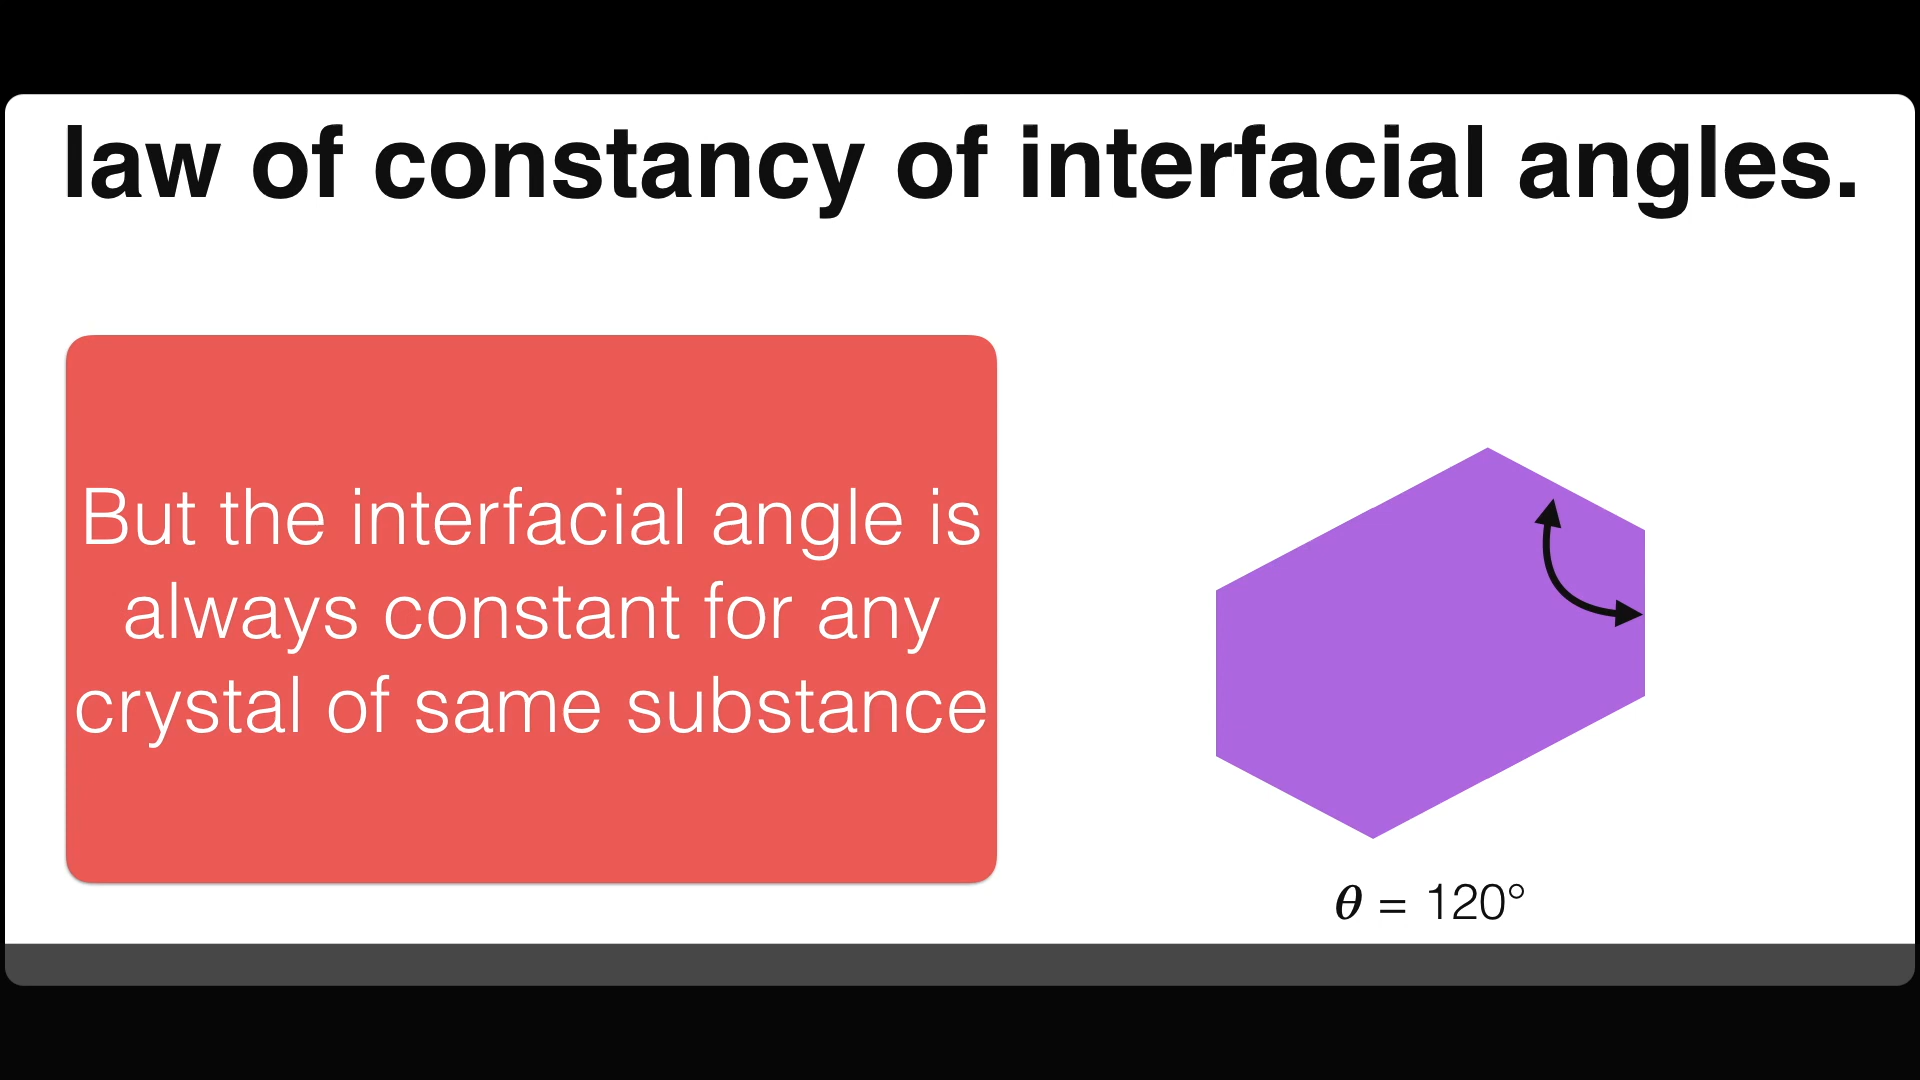 law of constancy of interfacial angles.
But the interfacial angle is
always constant for any
crystal of same substance
θ = 120°